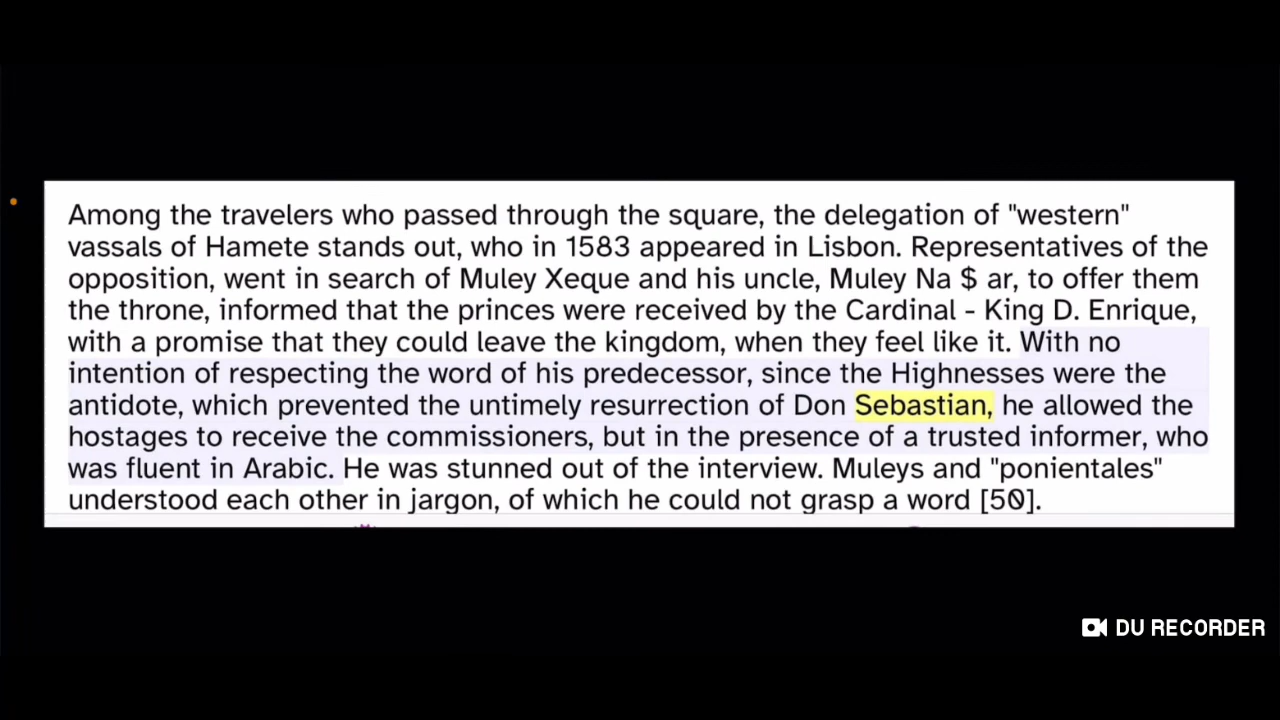 Among the travelers who passed through the square, the delegation of "western"
vassals of Hamete stands out, who in 1583 appeared in Lisbon. Representatives of the
opposition, went in search of Muley Xeque and his uncle, Muley Na $ ar, to offer them
the throne, informed that the princes were received by the Cardinal - King D. Enrique,
with a promise that they could leave the kingdom, when they feel like it. With no
intention of respecting the word of his predecessor, since the Highnesses were the
antidote, which prevented the untimely resurrection of Don Sebastian, he allowed the
hostages to receive the commissioners, but in the presence of a trusted informer, who
was fluent in Arabic. He was stunned out of the interview. Muleys and "ponientales"
understood each other in jargon, of which he could not grasp a word [50].
DU RECORDER